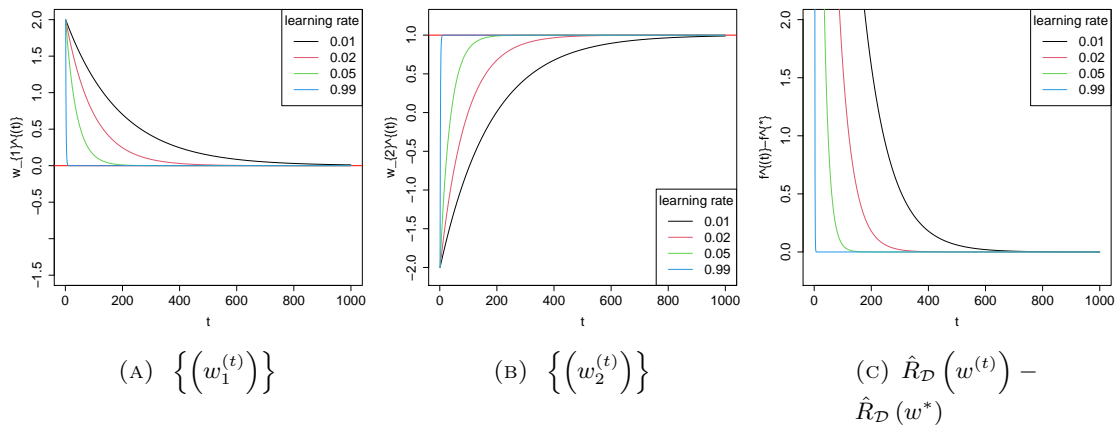 w_{1}^{(t)}
2.0
1.5
1.0
0.5
0.0
−0.5
−1.5
0 200 400 600 800 1000
t
learning rate
0.01
0.02
0.05
0.99
(A) {(w₁⁽ᵗ⁾)}
w_{2}^{(t)}
1.0
0.5
0.0
−0.5
−1.0
−1.5
−2.0
0 200 400 600 800 1000
t
learning rate
0.01
0.02
0.05
0.99
(B) {(w₂⁽ᵗ⁾)}
f^{(t)}−f^{*}
2.0
1.5
1.0
0.5
0.0
0 200 400 600 800 1000
t
learning rate
0.01
0.02
0.05
0.99
(C) R̂_𝒟 (w⁽ᵗ⁾) −
R̂_𝒟 (w*)